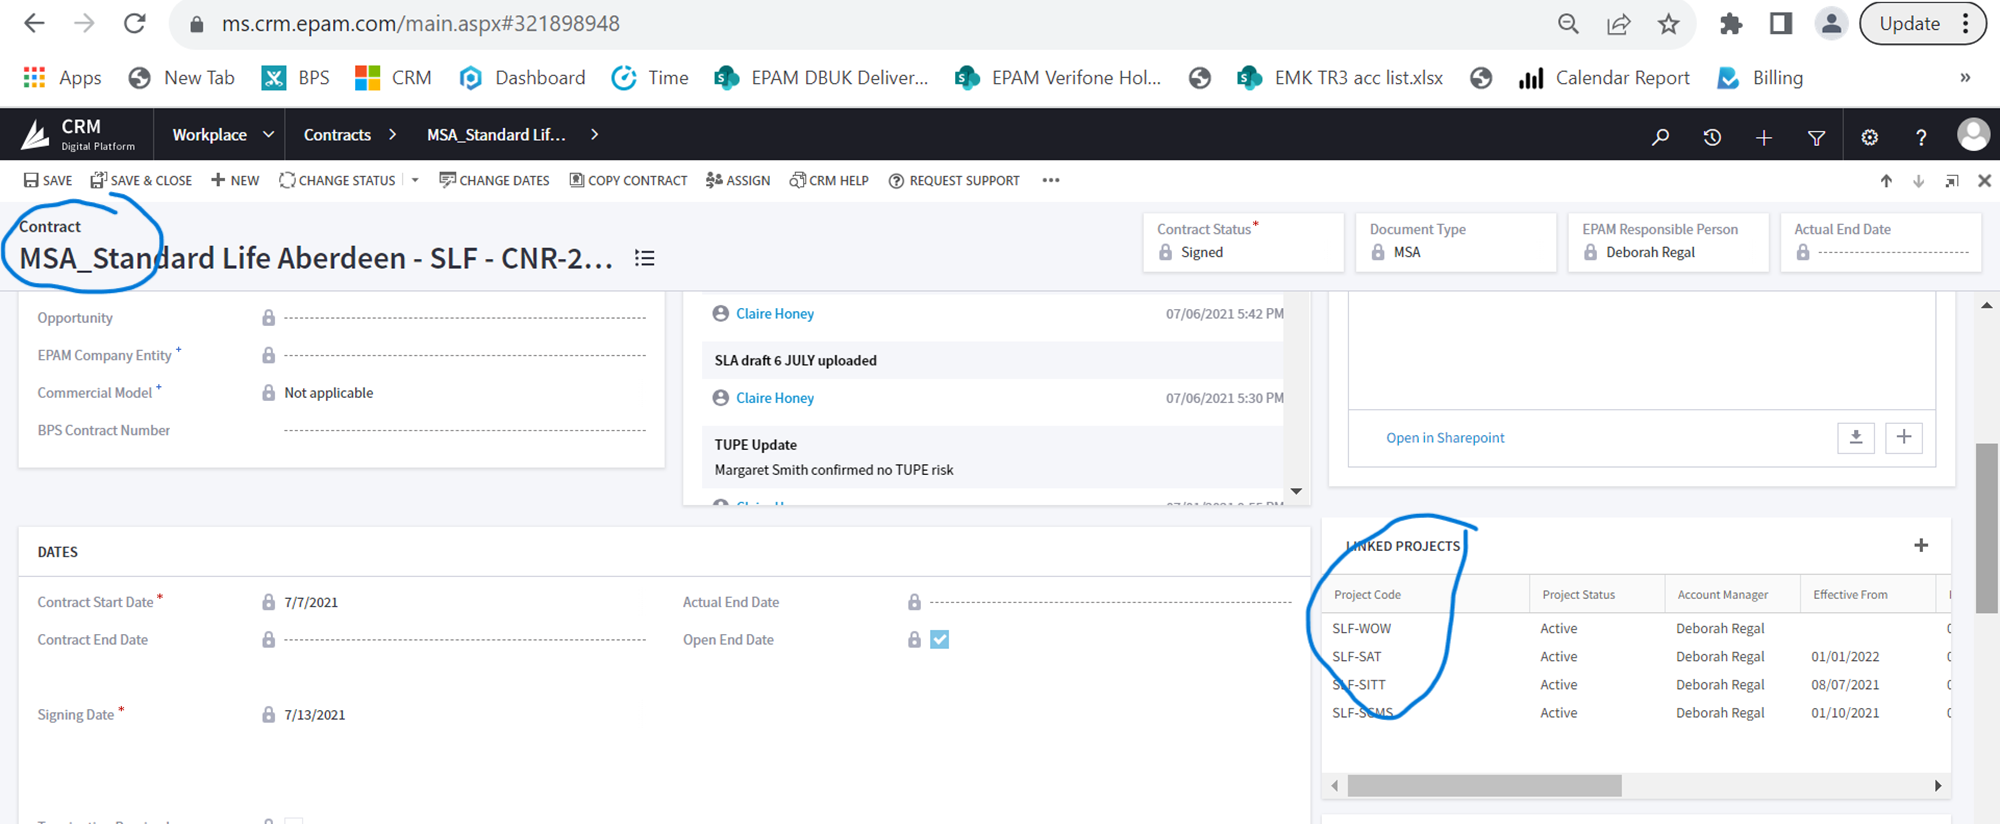 ms.crm.epam.com/main.aspx#321898948
Update
Apps New Tab BPS CRM Dashboard Time EPAM DBUK Deliver... EPAM Verifone Hol... EMK TR3 acc list.xlsx Calendar Report Billing »
CRM
Digital Platform
Workplace Contracts > MSA_Standard Lif... >
SAVE SAVE & CLOSE + NEW CHANGE STATUS CHANGE DATES COPY CONTRACT ASSIGN CRM HELP REQUEST SUPPORT •••
Contract
MSA_Standard Life Aberdeen - SLF - CNR-2...
Contract Status*
Signed
Document Type
MSA
EPAM Responsible Person
Deborah Regal
Actual End Date
Opportunity
EPAM Company Entity +
Commercial Model + Not applicable
BPS Contract Number
Claire Honey 07/06/2021 5:42 PM
SLA draft 6 JULY uploaded
Claire Honey 07/06/2021 5:30 PM
TUPE Update
Margaret Smith confirmed no TUPE risk
Open in Sharepoint
DATES
Contract Start Date * 7/7/2021
Actual End Date
Contract End Date
Open End Date
Signing Date * 7/13/2021
LINKED PROJECTS +
Project Code Project Status Account Manager Effective From
SLF-WOW Active Deborah Regal
SLF-SAT Active Deborah Regal 01/01/2022
SLF-SITT Active Deborah Regal 08/07/2021
SLF-SCMS Active Deborah Regal 01/10/2021